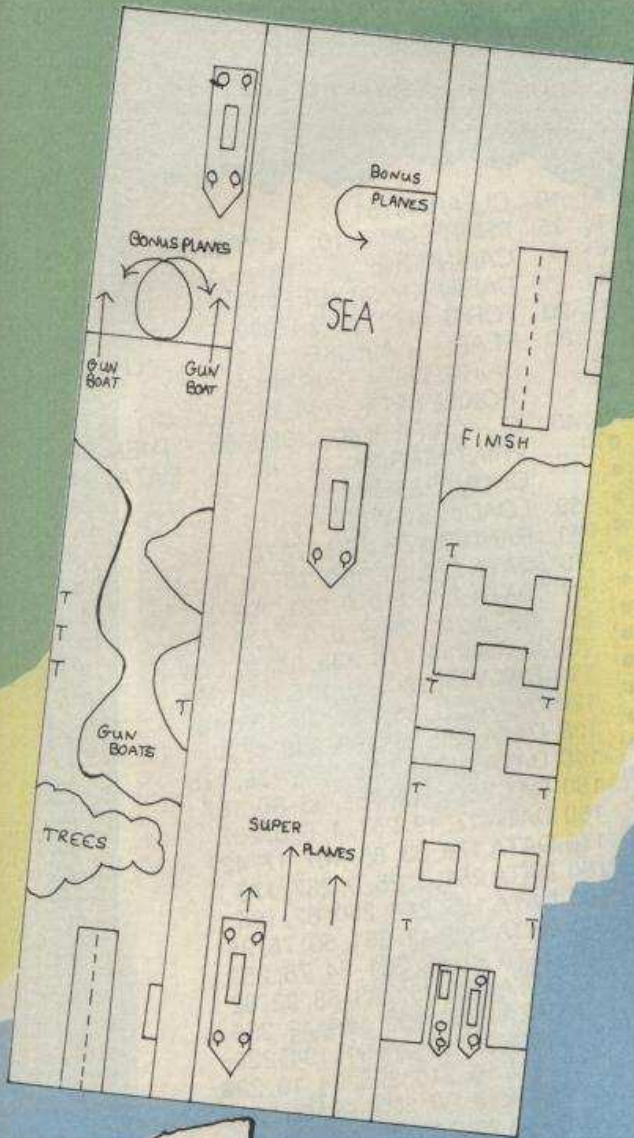 BONUS PLANES
GUN
BOAT
GUN
BOAT
T
T
T
T
GUN
BOATS
TREES
BONUS
PLANES
SEA
SUPER
PLANES
FINISH
T
T
T
T
T
T
T